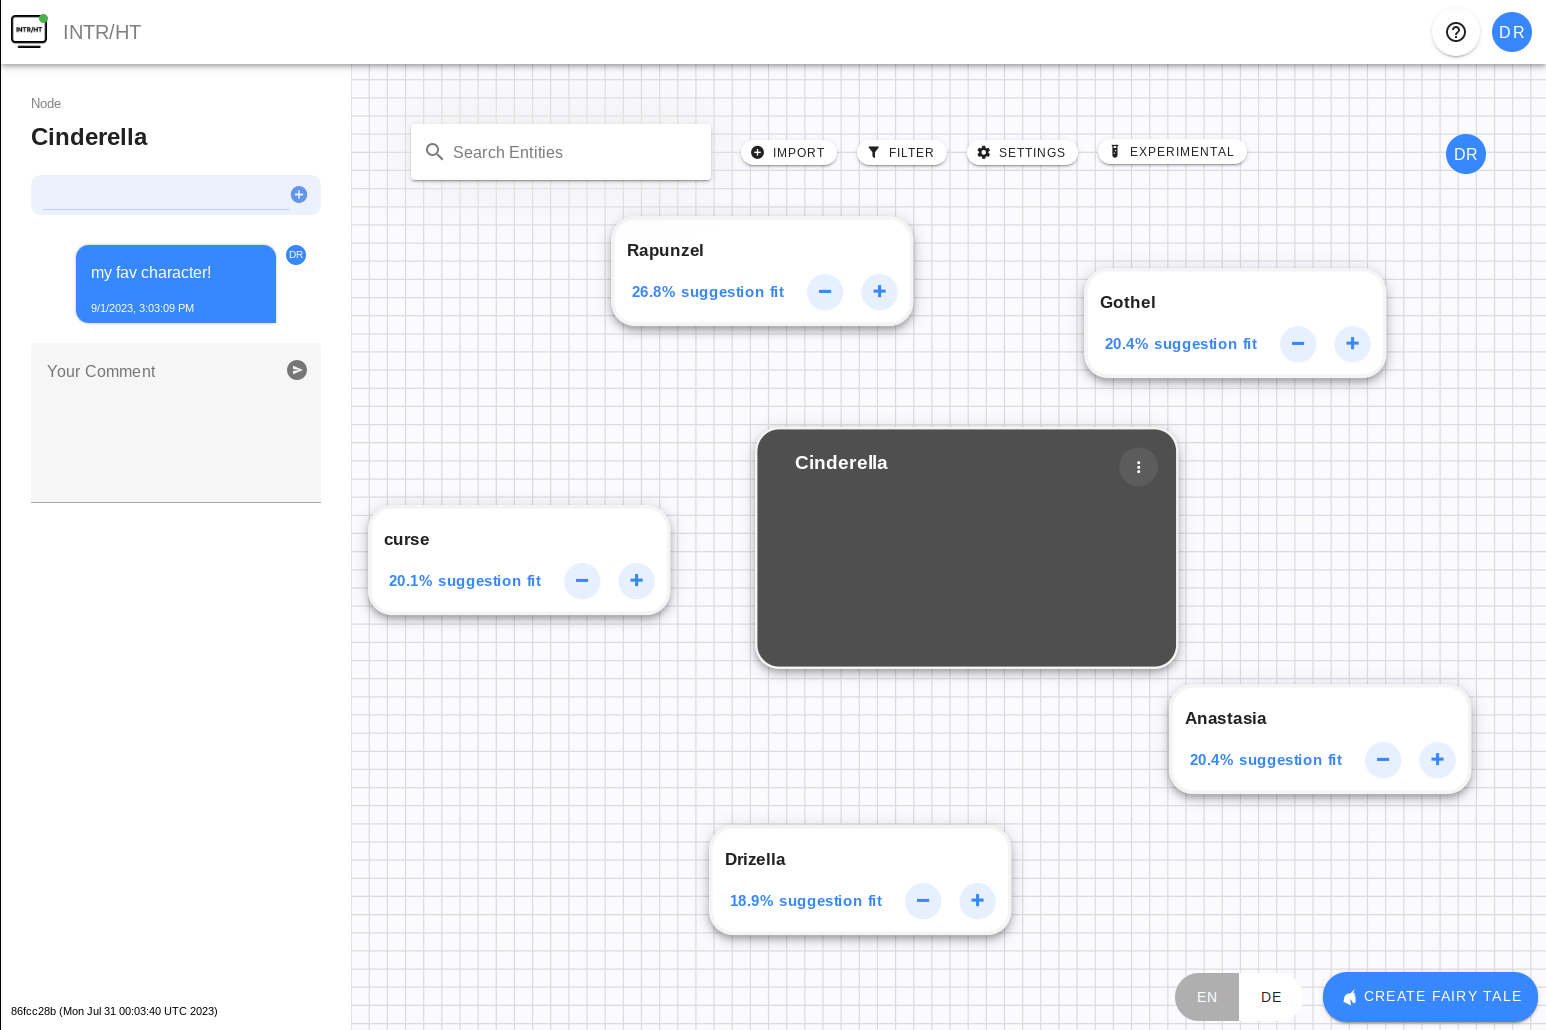 INTR/HT
INTR/HT
DR
Node
Cinderella
my fav character!
9/1/2023, 3:03:09 PM
DR
Your Comment
86fcc28b (Mon Jul 31 00:03:40 UTC 2023)
Search Entities
IMPORT
FILTER
SETTINGS
EXPERIMENTAL
DR
Rapunzel
26.8% suggestion fit
Gothel
20.4% suggestion fit
Cinderella
curse
20.1% suggestion fit
Anastasia
20.4% suggestion fit
Drizella
18.9% suggestion fit
EN
DE
CREATE FAIRY TALE